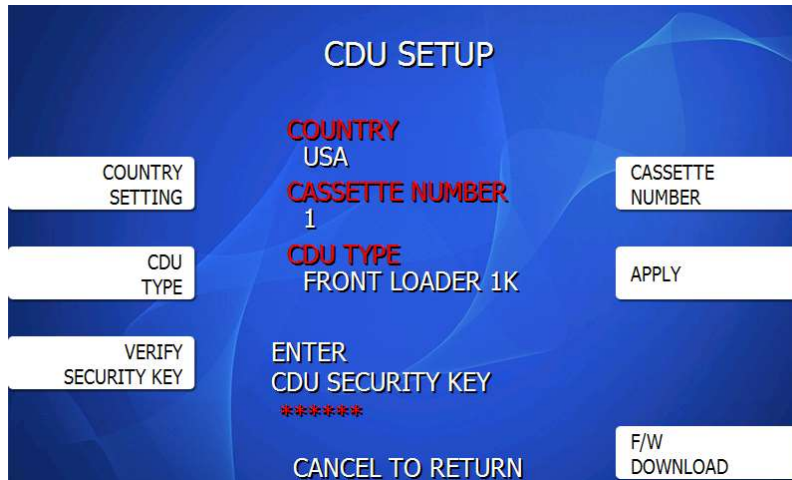 CDU SETUP
COUNTRY
USA
CASSETTE NUMBER
1
CDU TYPE
FRONT LOADER 1K
ENTER
CDU SECURITY KEY
******
CANCEL TO RETURN
COUNTRY
SETTING
CDU
TYPE
VERIFY
SECURITY KEY
CASSETTE
NUMBER
APPLY
F/W
DOWNLOAD